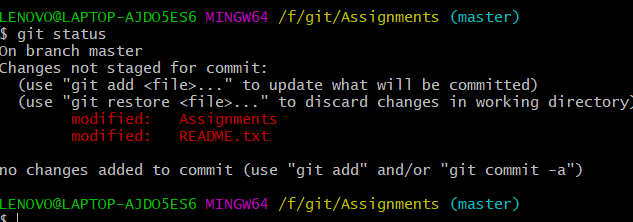 LENOVO@LAPTOP-AJDO5ES6 MINGW64 /f/git/Assignments (master)
$ git status
On branch master
Changes not staged for commit:
  (use "git add <file>..." to update what will be committed)
  (use "git restore <file>..." to discard changes in working directory)
        modified:   Assignments
        modified:   README.txt

no changes added to commit (use "git add" and/or "git commit -a")

LENOVO@LAPTOP-AJDO5ES6 MINGW64 /f/git/Assignments (master)
$